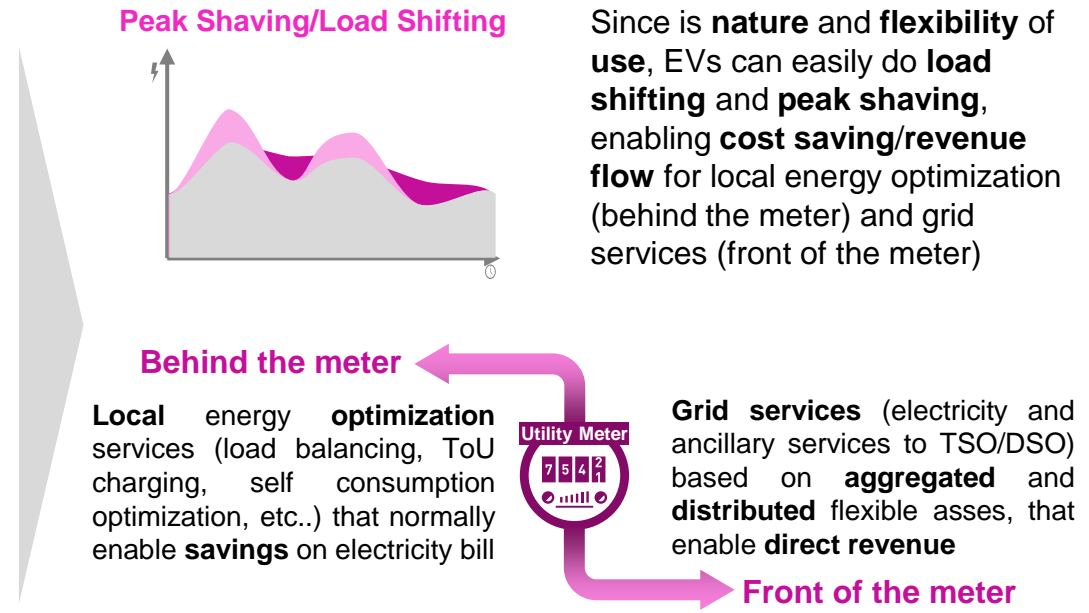 Peak Shaving/Load Shifting
Since is nature and flexibility of
use, EVs can easily do load
shifting and peak shaving,
enabling cost saving/revenue
flow for local energy optimization
(behind the meter) and grid
services (front of the meter)
Behind the meter
Local energy optimization
services (load balancing, ToU
charging, self consumption
optimization, etc..) that normally
enable savings on electricity bill
Utility Meter
7 5 4 2
1
Grid services (electricity and
ancillary services to TSO/DSO)
based on aggregated and
distributed flexible asses, that
enable direct revenue
Front of the meter